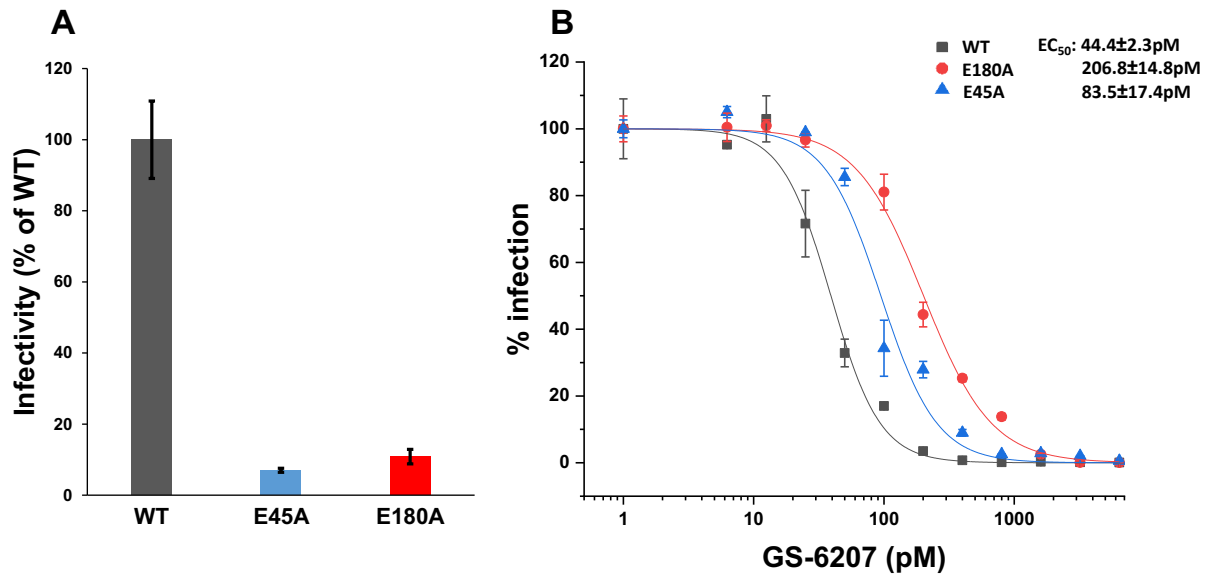 A
Infectivity (% of WT)
120
100
80
60
40
20
0
WT E45A E180A
B
WT EC₅₀: 44.4±2.3pM
E180A 206.8±14.8pM
E45A 83.5±17.4pM
% infection
120
100
80
60
40
20
0
1 10 100 1000
GS-6207 (pM)